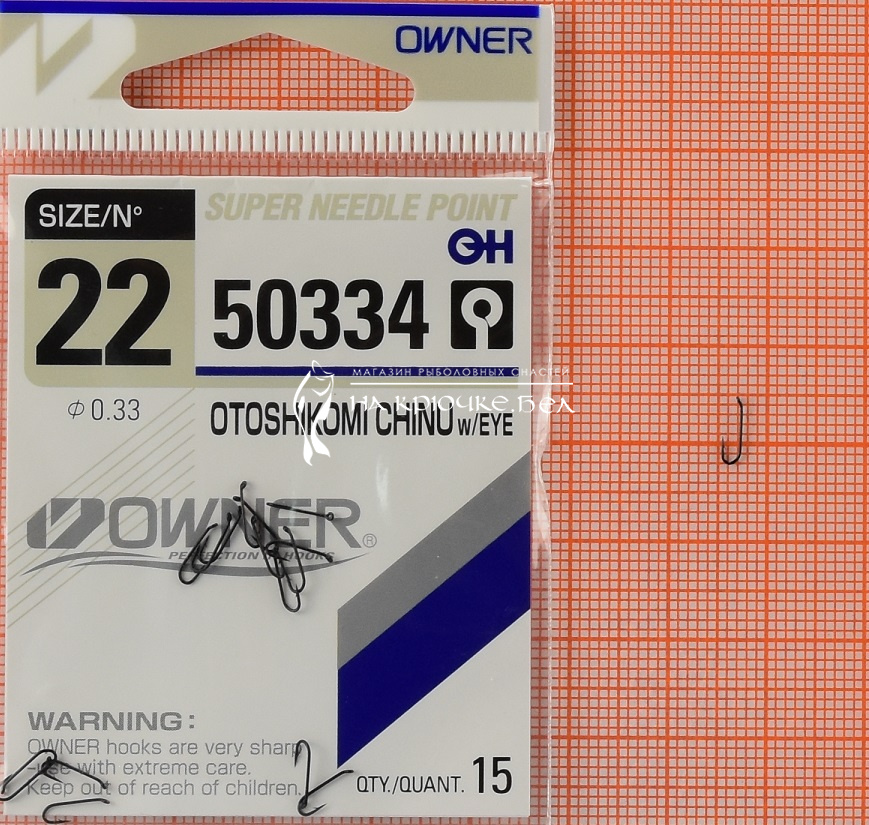 OWNER
SIZE/Nº
22
SUPER NEEDLE POINT
50334
МАГАЗИН РЫБОЛОВНЫХ СНАСТЕЙ
НА КРЮЧКЕ.БЕЛ
φ 0.33
OTOSHIKOMI CHINU W/EYE
OWNER®
PERFECTION IN HOOKS
WARNING:
OWNER hooks are very sharp
-use with extreme care.
Keep out of reach of children.
QTY./QUANT. 15